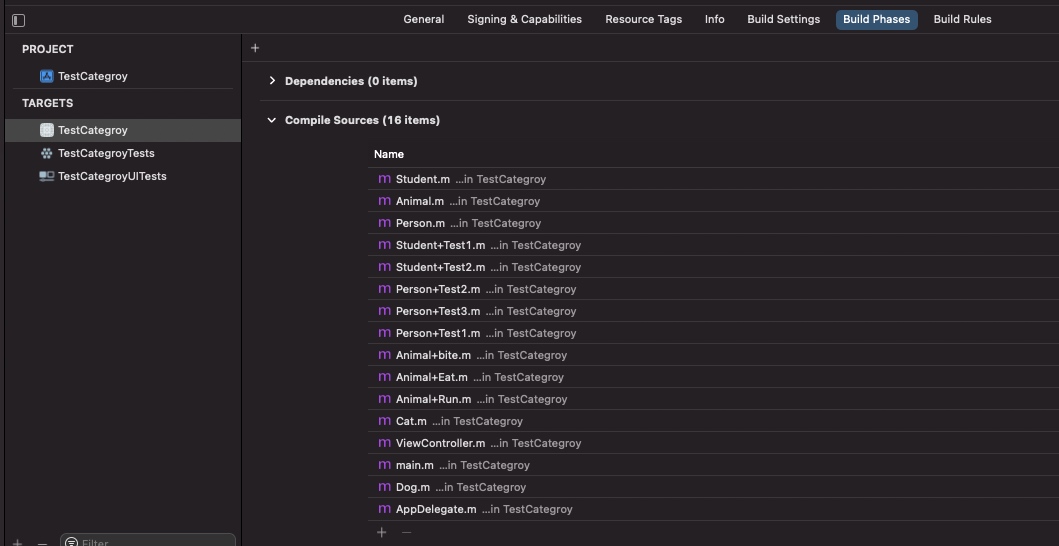 General Signing & Capabilities Resource Tags Info Build Settings Build Phases Build Rules
PROJECT
TestCategroy
TARGETS
TestCategroy
TestCategroyTests
TestCategroyUITests
+ −
Filter
+
Dependencies (0 items)
Compile Sources (16 items)
Name
m Student.m ...in TestCategroy
m Animal.m ...in TestCategroy
m Person.m ...in TestCategroy
m Student+Test1.m ...in TestCategroy
m Student+Test2.m ...in TestCategroy
m Person+Test2.m ...in TestCategroy
m Person+Test3.m ...in TestCategroy
m Person+Test1.m ...in TestCategroy
m Animal+bite.m ...in TestCategroy
m Animal+Eat.m ...in TestCategroy
m Animal+Run.m ...in TestCategroy
m Cat.m ...in TestCategroy
m ViewController.m ...in TestCategroy
m main.m ...in TestCategroy
m Dog.m ...in TestCategroy
m AppDelegate.m ...in TestCategroy
+ −